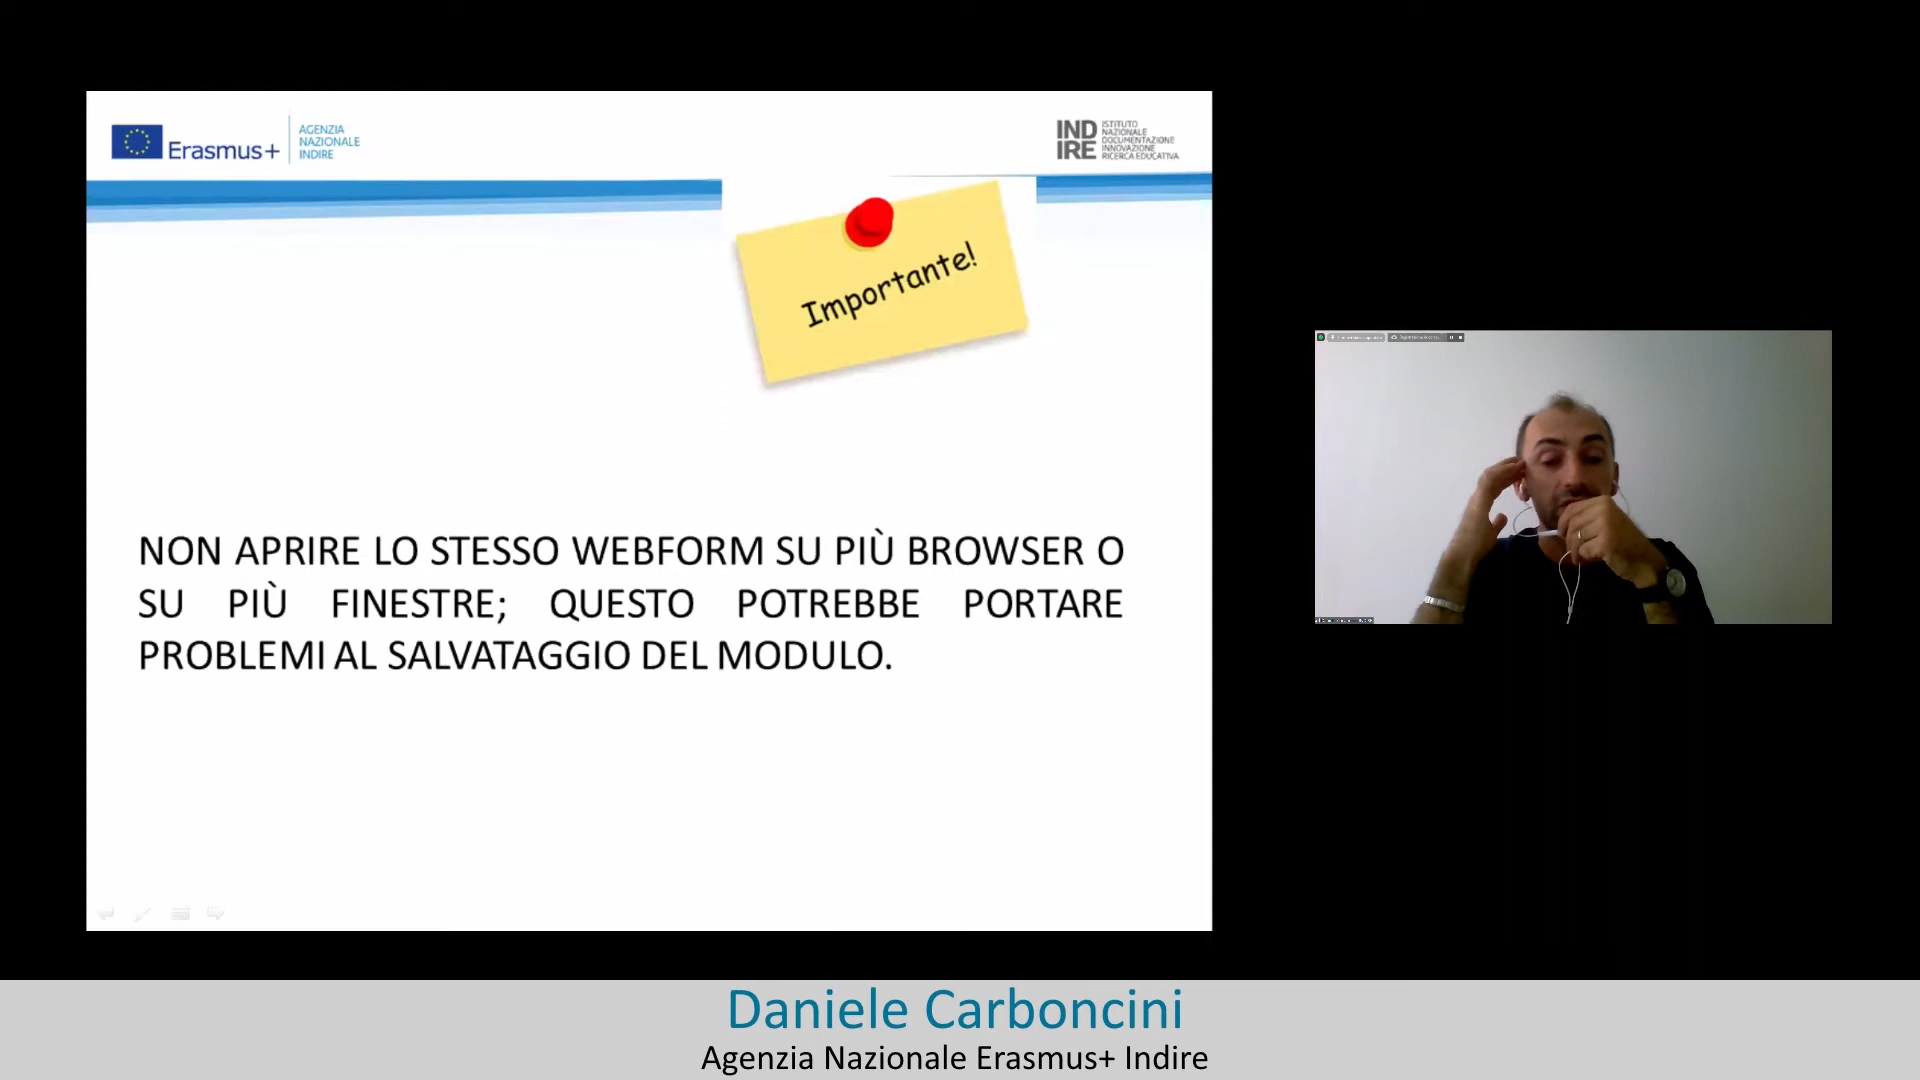 Erasmus+
AGENZIA
NAZIONALE
INDIRE
IND
IRE
ISTITUTO
NAZIONALE
DOCUMENTAZIONE
INNOVAZIONE
RICERCA EDUCATIVA
Importante!
NON APRIRE LO STESSO WEBFORM SU PIÙ BROWSER O
SU PIÙ FINESTRE; QUESTO POTREBBE PORTARE
PROBLEMI AL SALVATAGGIO DEL MODULO.
Daniele Carboncini
Agenzia Nazionale Erasmus+ Indire